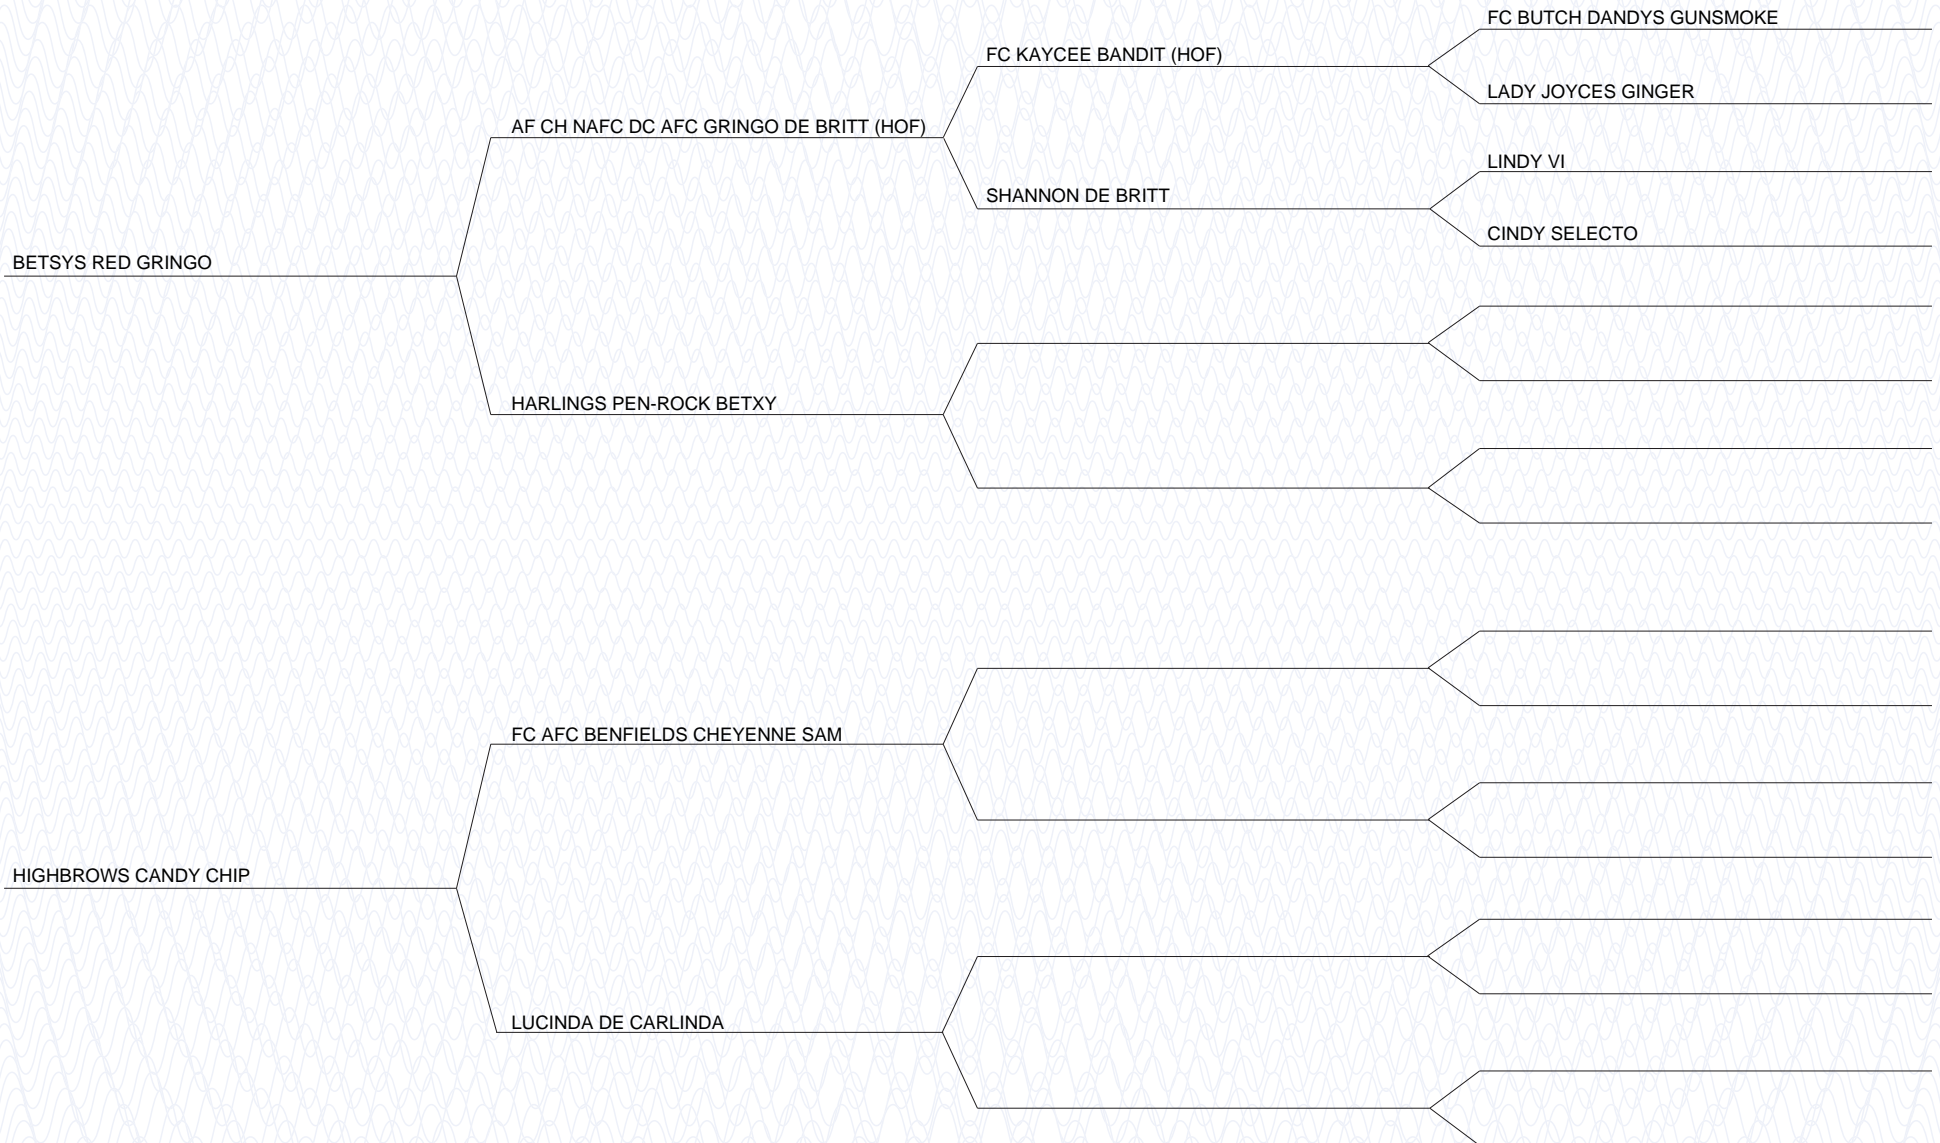 FC BUTCH DANDYS GUNSMOKE
FC KAYCEE BANDIT (HOF)
LADY JOYCES GINGER
AF CH NAFC DC AFC GRINGO DE BRITT (HOF)
LINDY VI
SHANNON DE BRITT
CINDY SELECTO
BETSYS RED GRINGO
HARLINGS PEN-ROCK BETXY
FC AFC BENFIELDS CHEYENNE SAM
HIGHBROWS CANDY CHIP
LUCINDA DE CARLINDA